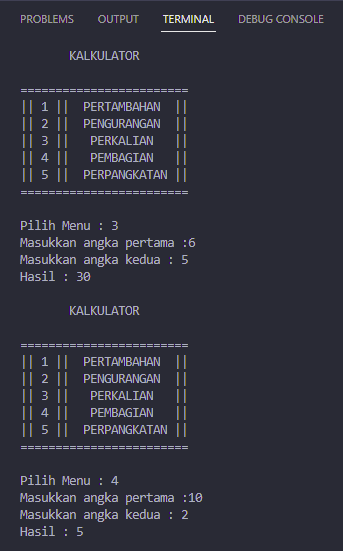 PROBLEMS OUTPUT TERMINAL DEBUG CONSOLE
KALKULATOR
========================
|| 1 || PERTAMBAHAN ||
|| 2 || PENGURANGAN ||
|| 3 || PERKALIAN ||
|| 4 || PEMBAGIAN ||
|| 5 || PERPANGKATAN ||
========================
Pilih Menu : 3
Masukkan angka pertama :6
Masukkan angka kedua : 5
Hasil : 30
KALKULATOR
========================
|| 1 || PERTAMBAHAN ||
|| 2 || PENGURANGAN ||
|| 3 || PERKALIAN ||
|| 4 || PEMBAGIAN ||
|| 5 || PERPANGKATAN ||
========================
Pilih Menu : 4
Masukkan angka pertama :10
Masukkan angka kedua : 2
Hasil : 5